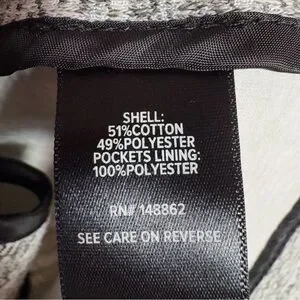 SHELL:
51%COTTON
49%POLYESTER
POCKETS LINING:
100%POLYESTER
RN# 148862
SEE CARE ON REVERSE